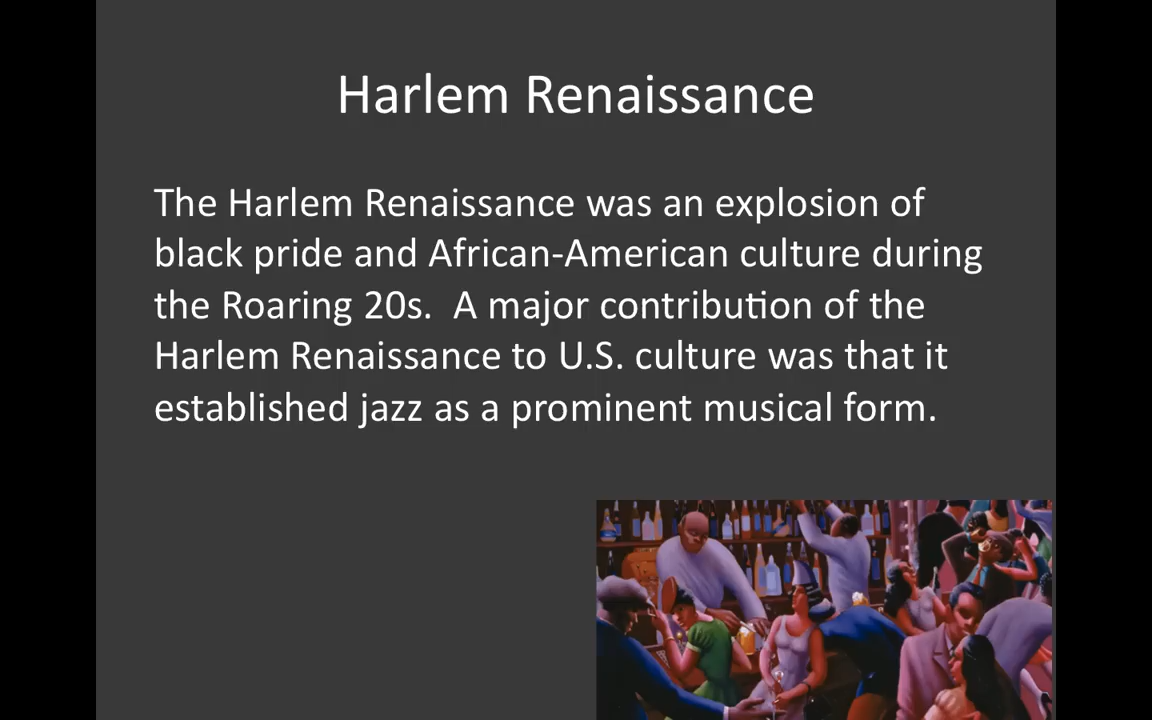 Harlem Renaissance
The Harlem Renaissance was an explosion of
black pride and African-American culture during
the Roaring 20s.  A major contribution of the
Harlem Renaissance to U.S. culture was that it
established jazz as a prominent musical form.